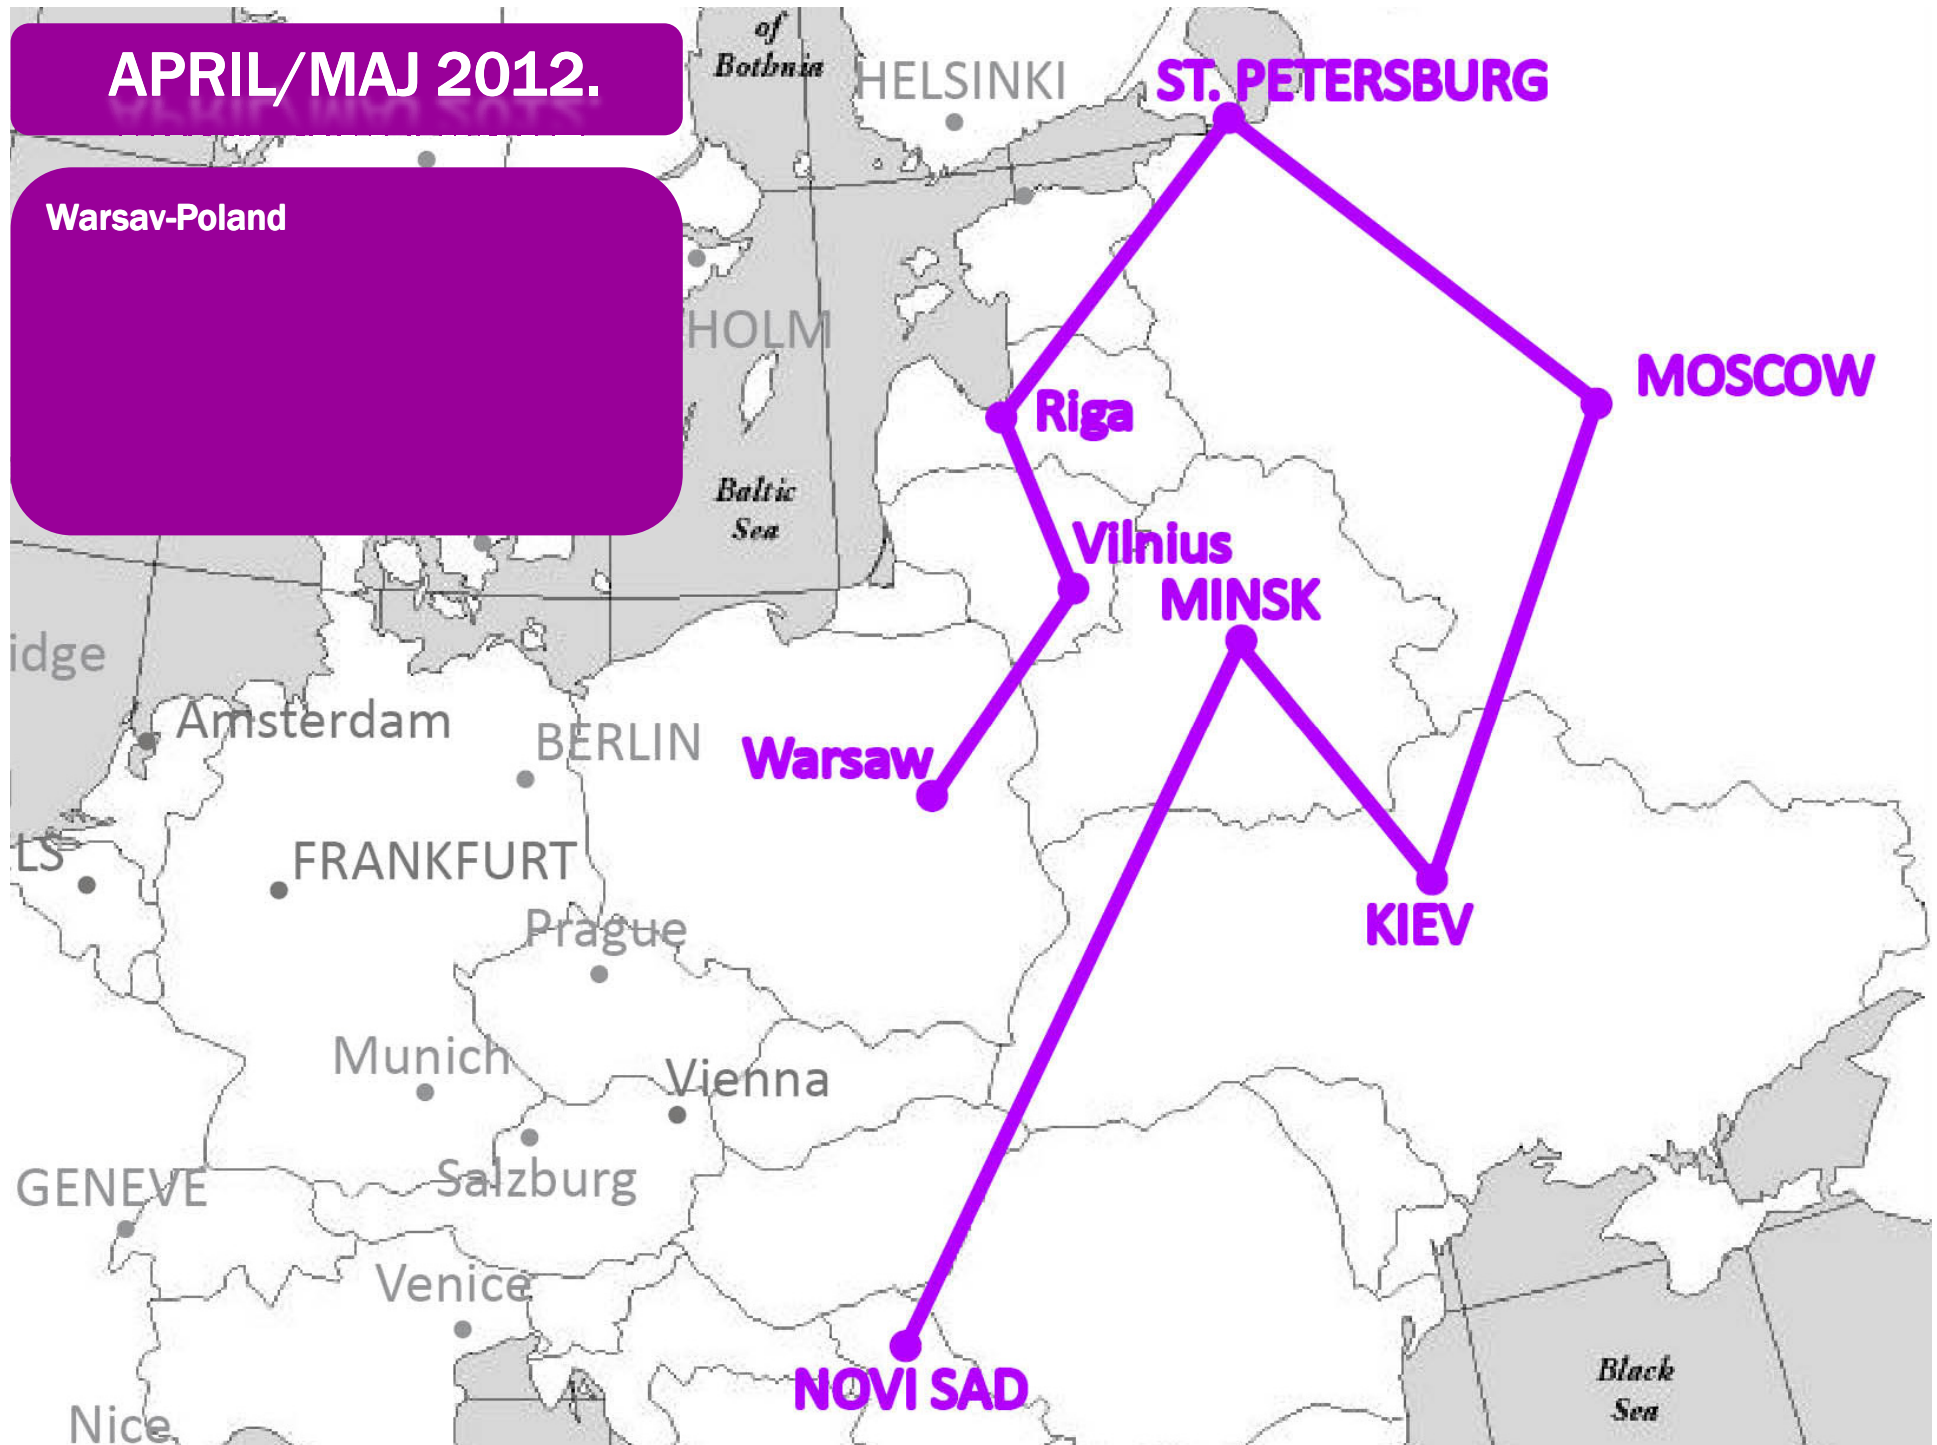 APRIL/MAJ 2012.
Warsav-Poland
of
Bothnia
HELSINKI
ST. PETERSBURG
HOLM
MOSCOW
Riga
Baltic
Sea
Vilnius
MINSK
idge
Amsterdam
BERLIN
Warsaw
LS
FRANKFURT
Prague
KIEV
Munich
Vienna
GENEVE
Salzburg
Venice
NOVI SAD
Black
Sea
Nice